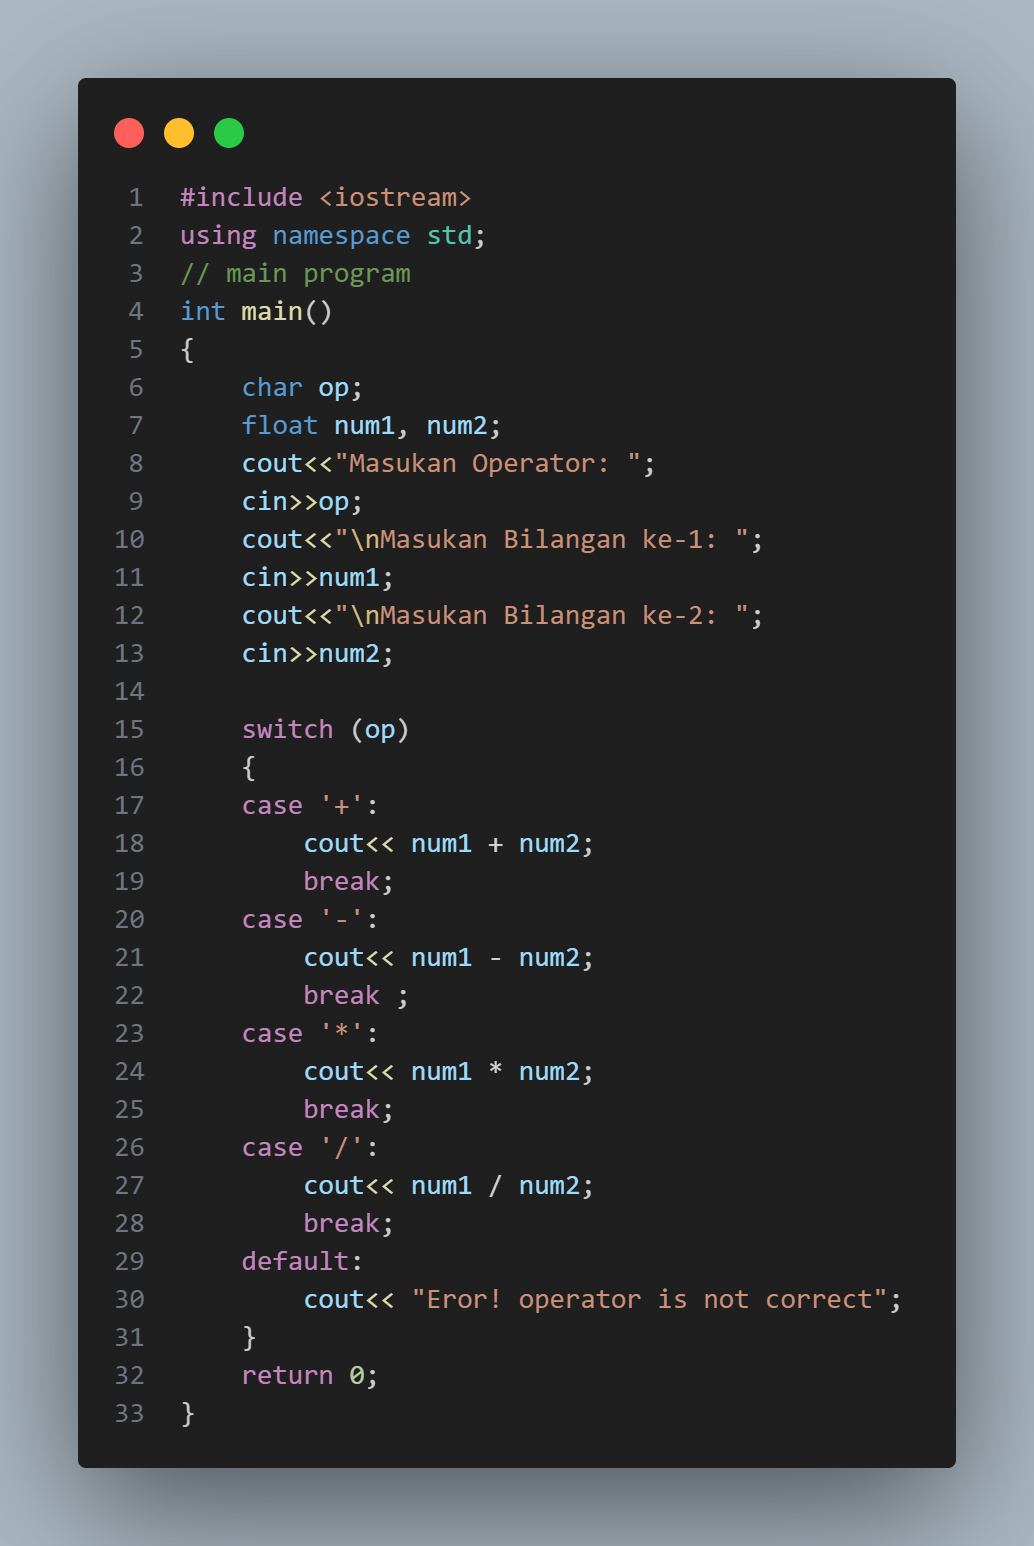 1 #include <iostream>
2 using namespace std;
3 // main program
4 int main()
5 {
6     char op;
7     float num1, num2;
8     cout<<"Masukan Operator: ";
9     cin>>op;
10     cout<<"\nMasukan Bilangan ke-1: ";
11     cin>>num1;
12     cout<<"\nMasukan Bilangan ke-2: ";
13     cin>>num2;
14
15     switch (op)
16     {
17     case '+':
18         cout<< num1 + num2;
19         break;
20     case '-':
21         cout<< num1 - num2;
22         break ;
23     case '*':
24         cout<< num1 * num2;
25         break;
26     case '/':
27         cout<< num1 / num2;
28         break;
29     default:
30         cout<< "Eror! operator is not correct";
31     }
32     return 0;
33 }